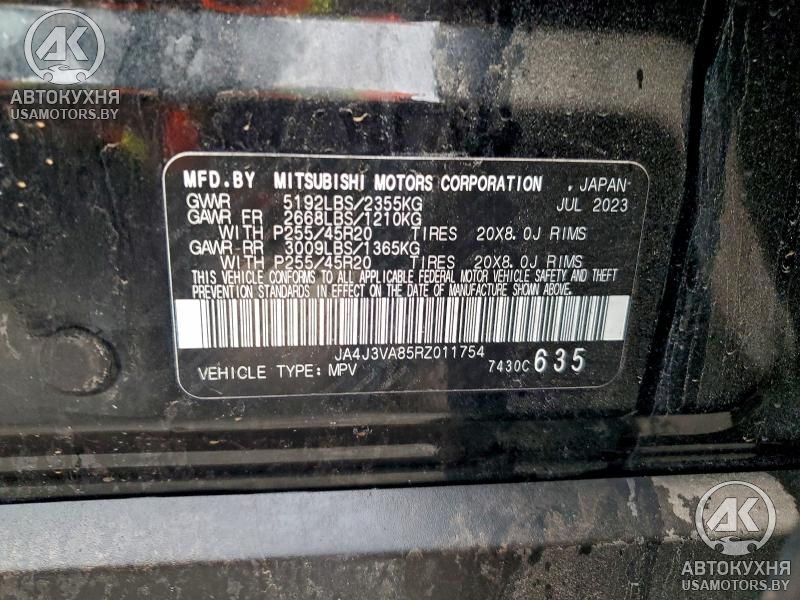 АК
АВТОКУХНЯ
USAMOTORS.BY
MFD.BY MITSUBISHI MOTORS CORPORATION , JAPAN
GVWR 5192LBS/2355KG JUL 2023
GAWR FR 2668LBS/1210KG
WITH P255/45R20 TIRES 20X8.0J RIMS
GAWR-RR 3009LBS/1365KG
WITH P255/45R20 TIRES 20X8.0J RIMS
THIS VEHICLE CONFORMS TO ALL APPLICABLE FEDERAL MOTOR VEHICLE SAFETY AND THEFT
PREVENTION STANDARDS IN EFFECT ON THE DATE OF MANUFACTURE SHOWN ABOVE.
JA4J3VA85RZ011754
VEHICLE TYPE: MPV 7430C 635
АК
АВТОКУХНЯ
USAMOTORS.BY